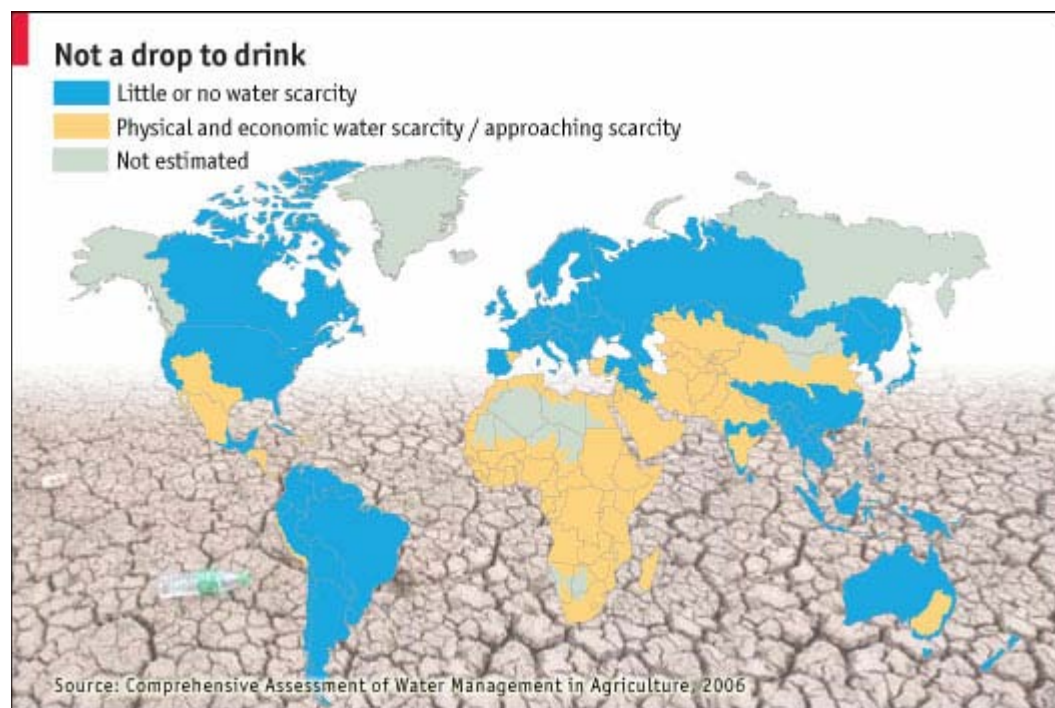 Not a drop to drink
Little or no water scarcity
Physical and economic water scarcity / approaching scarcity
Not estimated
Source: Comprehensive Assessment of Water Management in Agriculture, 2006